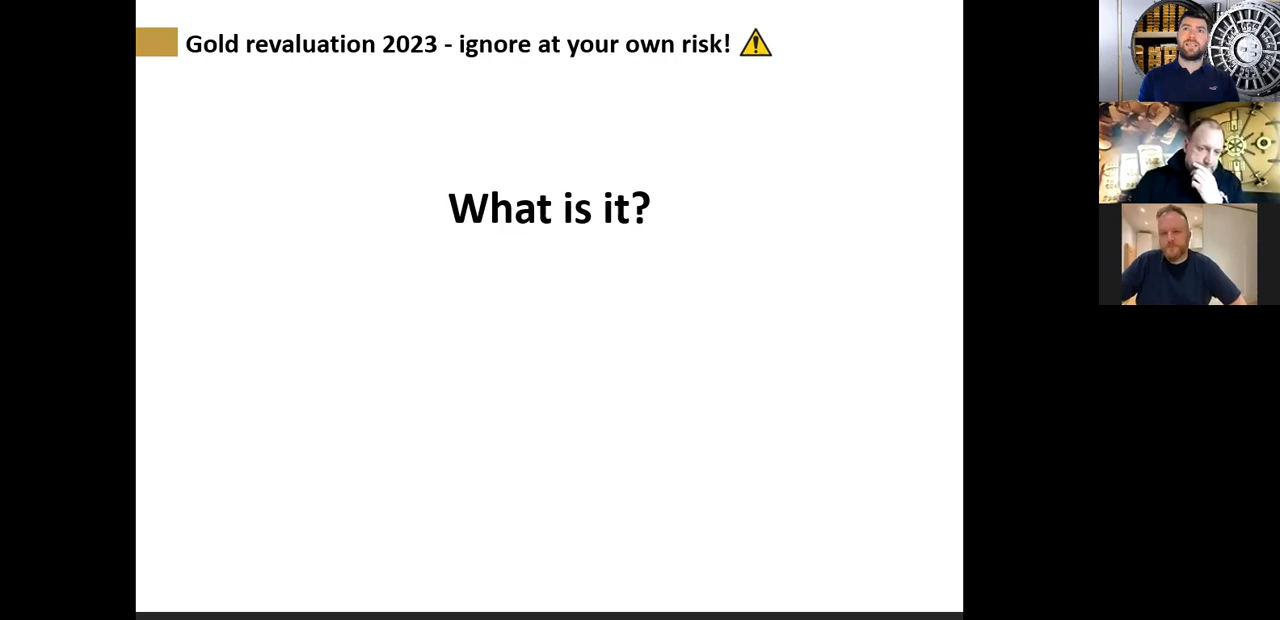 Gold revaluation 2023 - ignore at your own risk! ⚠
What is it?